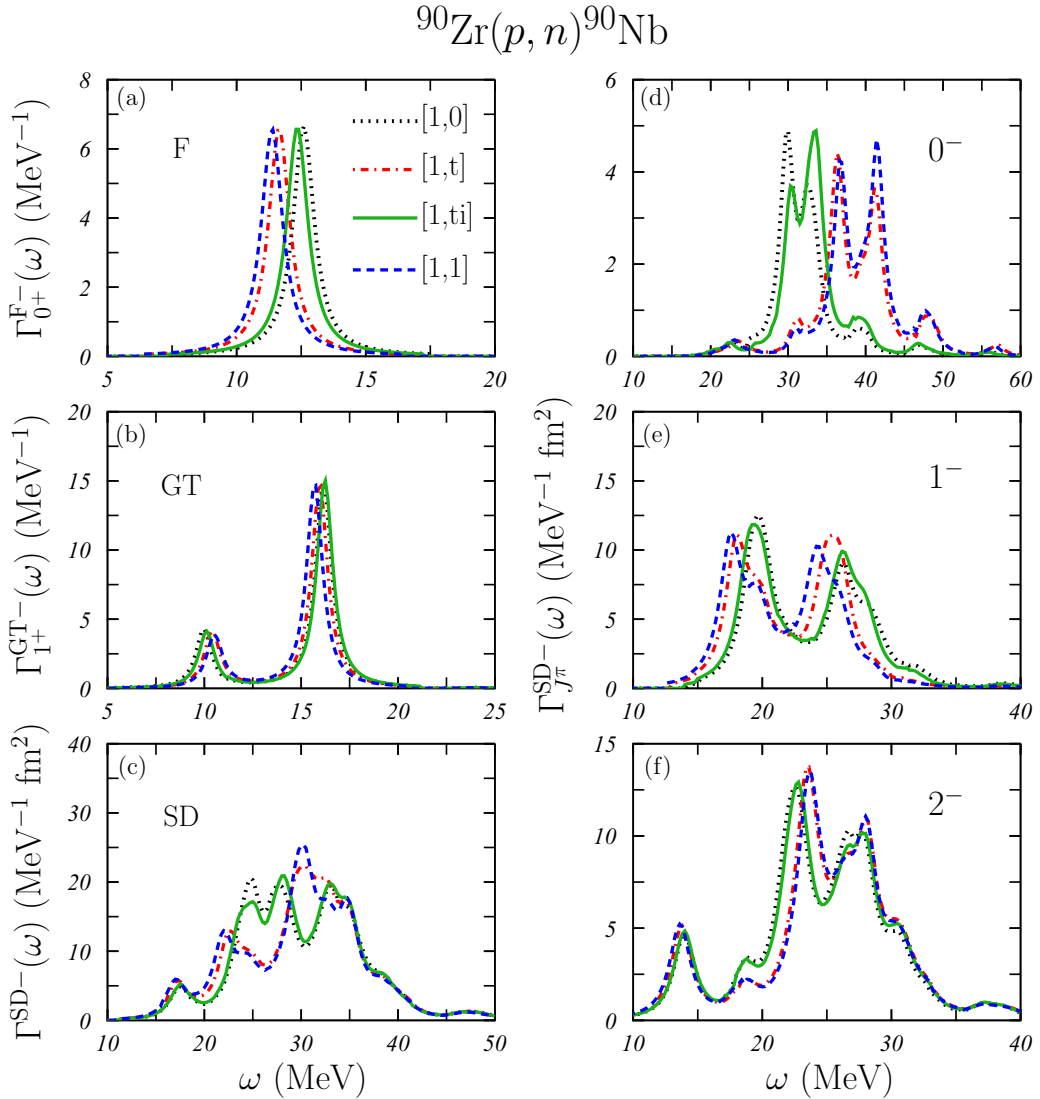 ⁹⁰Zr(p, n)⁹⁰Nb
Γ^{F−}_{0+}(ω) (MeV⁻¹)
(a)
F
[1,0]
[1,t]
[1,ti]
[1,1]
8
6
4
2
0
5 10 15 20
Γ^{GT−}_{1+}(ω) (MeV⁻¹)
(b)
GT
20
15
10
5
0
5 10 15 20 25
Γ^{SD−}(ω) (MeV⁻¹ fm²)
(c)
SD
40
30
20
10
0
10 20 30 40 50
ω (MeV)
Γ^{SD−}_{J^π}(ω) (MeV⁻¹ fm²)
(d)
0⁻
6
4
2
0
10 20 30 40 50 60
(e)
1⁻
20
15
10
5
0
10 20 30 40
(f)
2⁻
15
10
5
0
10 20 30 40
ω (MeV)